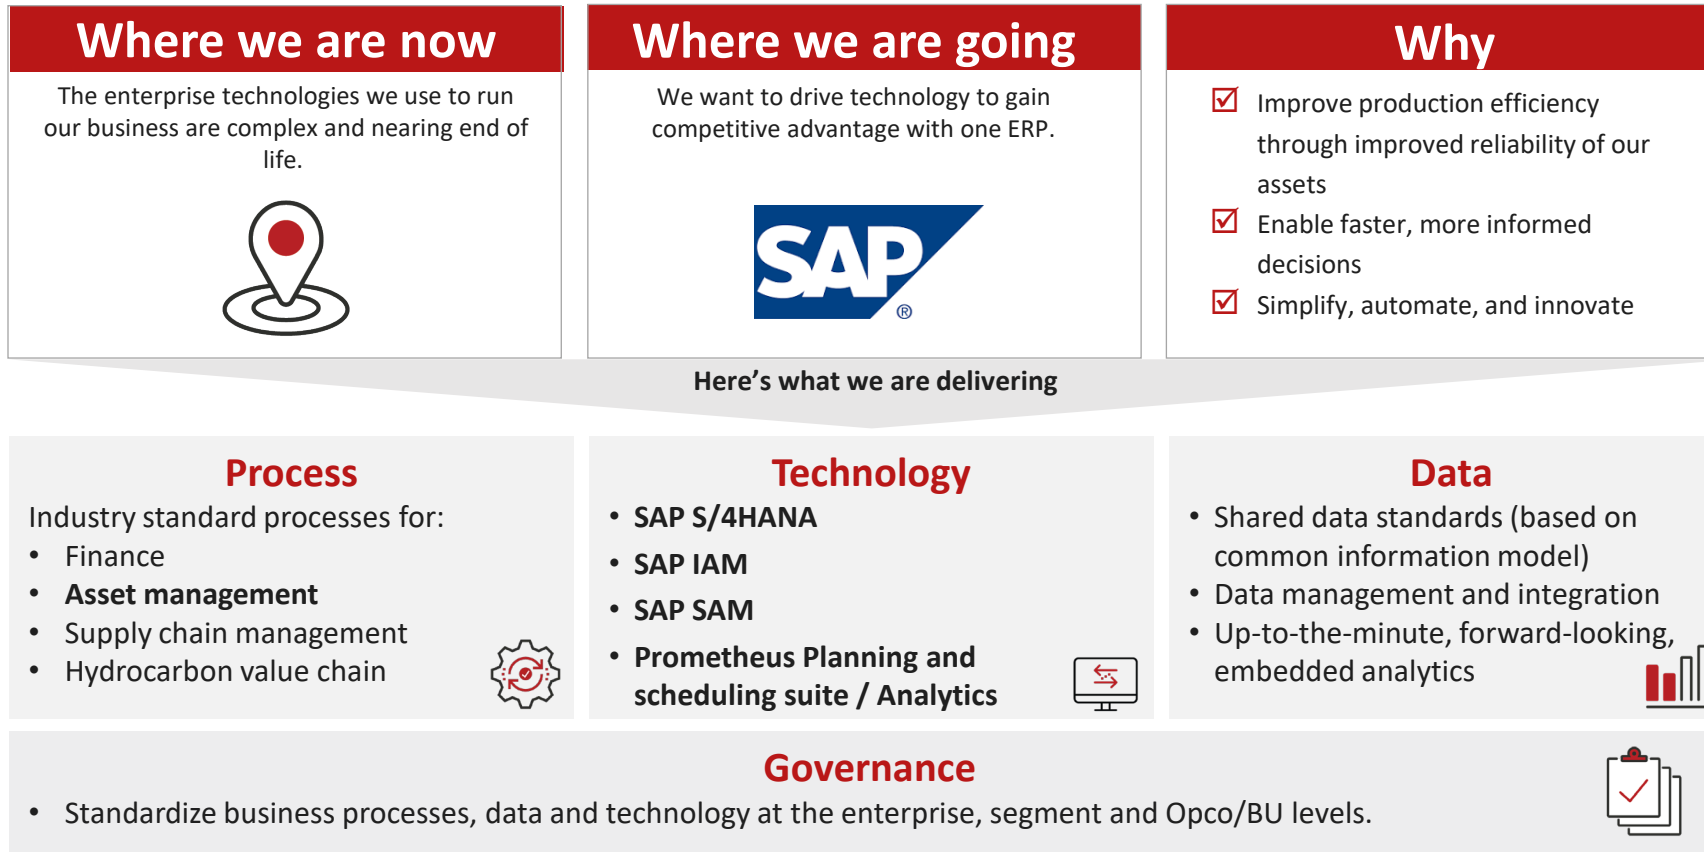 Where we are now
The enterprise technologies we use to run
our business are complex and nearing end of
life.
Where we are going
We want to drive technology to gain
competitive advantage with one ERP.
SAP
®
Why
Improve production efficiency
through improved reliability of our
assets
Enable faster, more informed
decisions
Simplify, automate, and innovate
Here’s what we are delivering
Process
Industry standard processes for:
• Finance
• Asset management
• Supply chain management
• Hydrocarbon value chain
Technology
• SAP S/4HANA
• SAP IAM
• SAP SAM
• Prometheus Planning and
scheduling suite / Analytics
Data
• Shared data standards (based on
common information model)
• Data management and integration
• Up-to-the-minute, forward-looking,
embedded analytics
Governance
• Standardize business processes, data and technology at the enterprise, segment and Opco/BU levels.